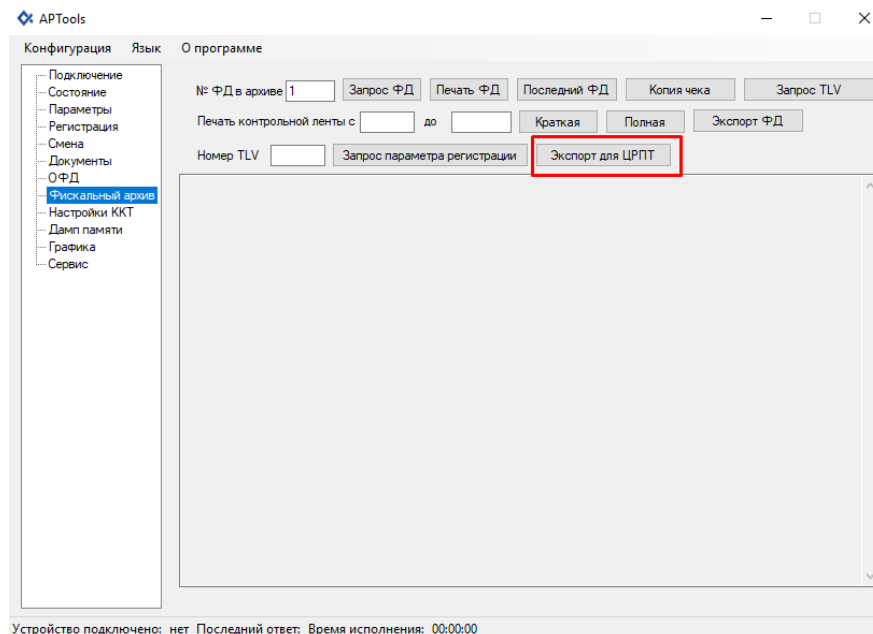 APTools
Конфигурация Язык О программе
Подключение
Состояние
Параметры
Регистрация
Смена
Документы
ОФД
Фискальный архив
Настройки ККТ
Дамп памяти
Графика
Сервис
№ ФД в архиве 1 Запрос ФД Печать ФД Последний ФД Копия чека Запрос TLV
Печать контрольной ленты с до Краткая Полная Экспорт ФД
Номер TLV Запрос параметра регистрации Экспорт для ЦРПТ
Устройство подключено: нет Последний ответ: Время исполнения: 00:00:00